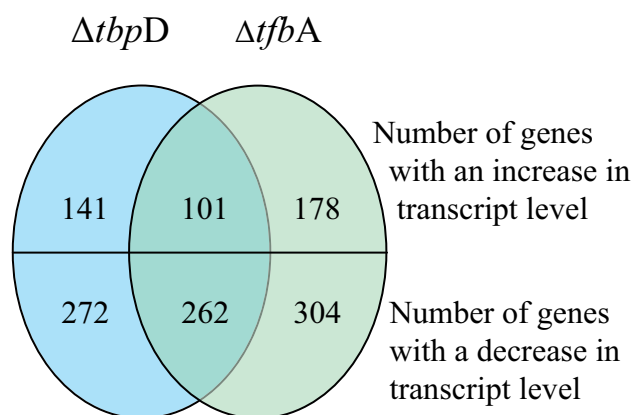 ΔtbpD ΔtfbA
Number of genes
with an increase in
transcript level
141 101 178
272 262 304
Number of genes
with a decrease in
transcript level